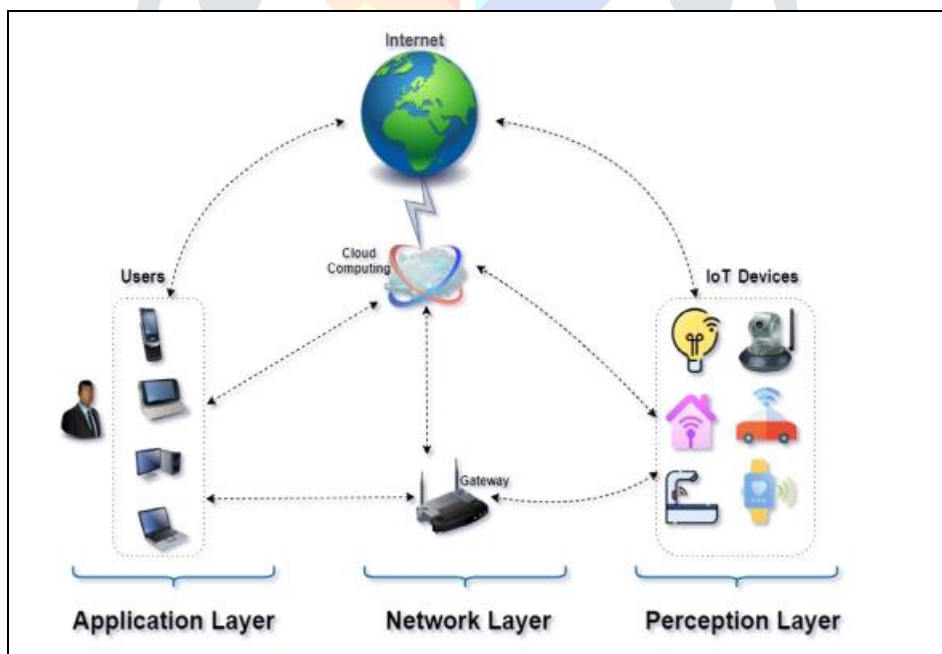 Internet
Cloud
Computing
Users
IoT Devices
Gateway
Application Layer
Network Layer
Perception Layer